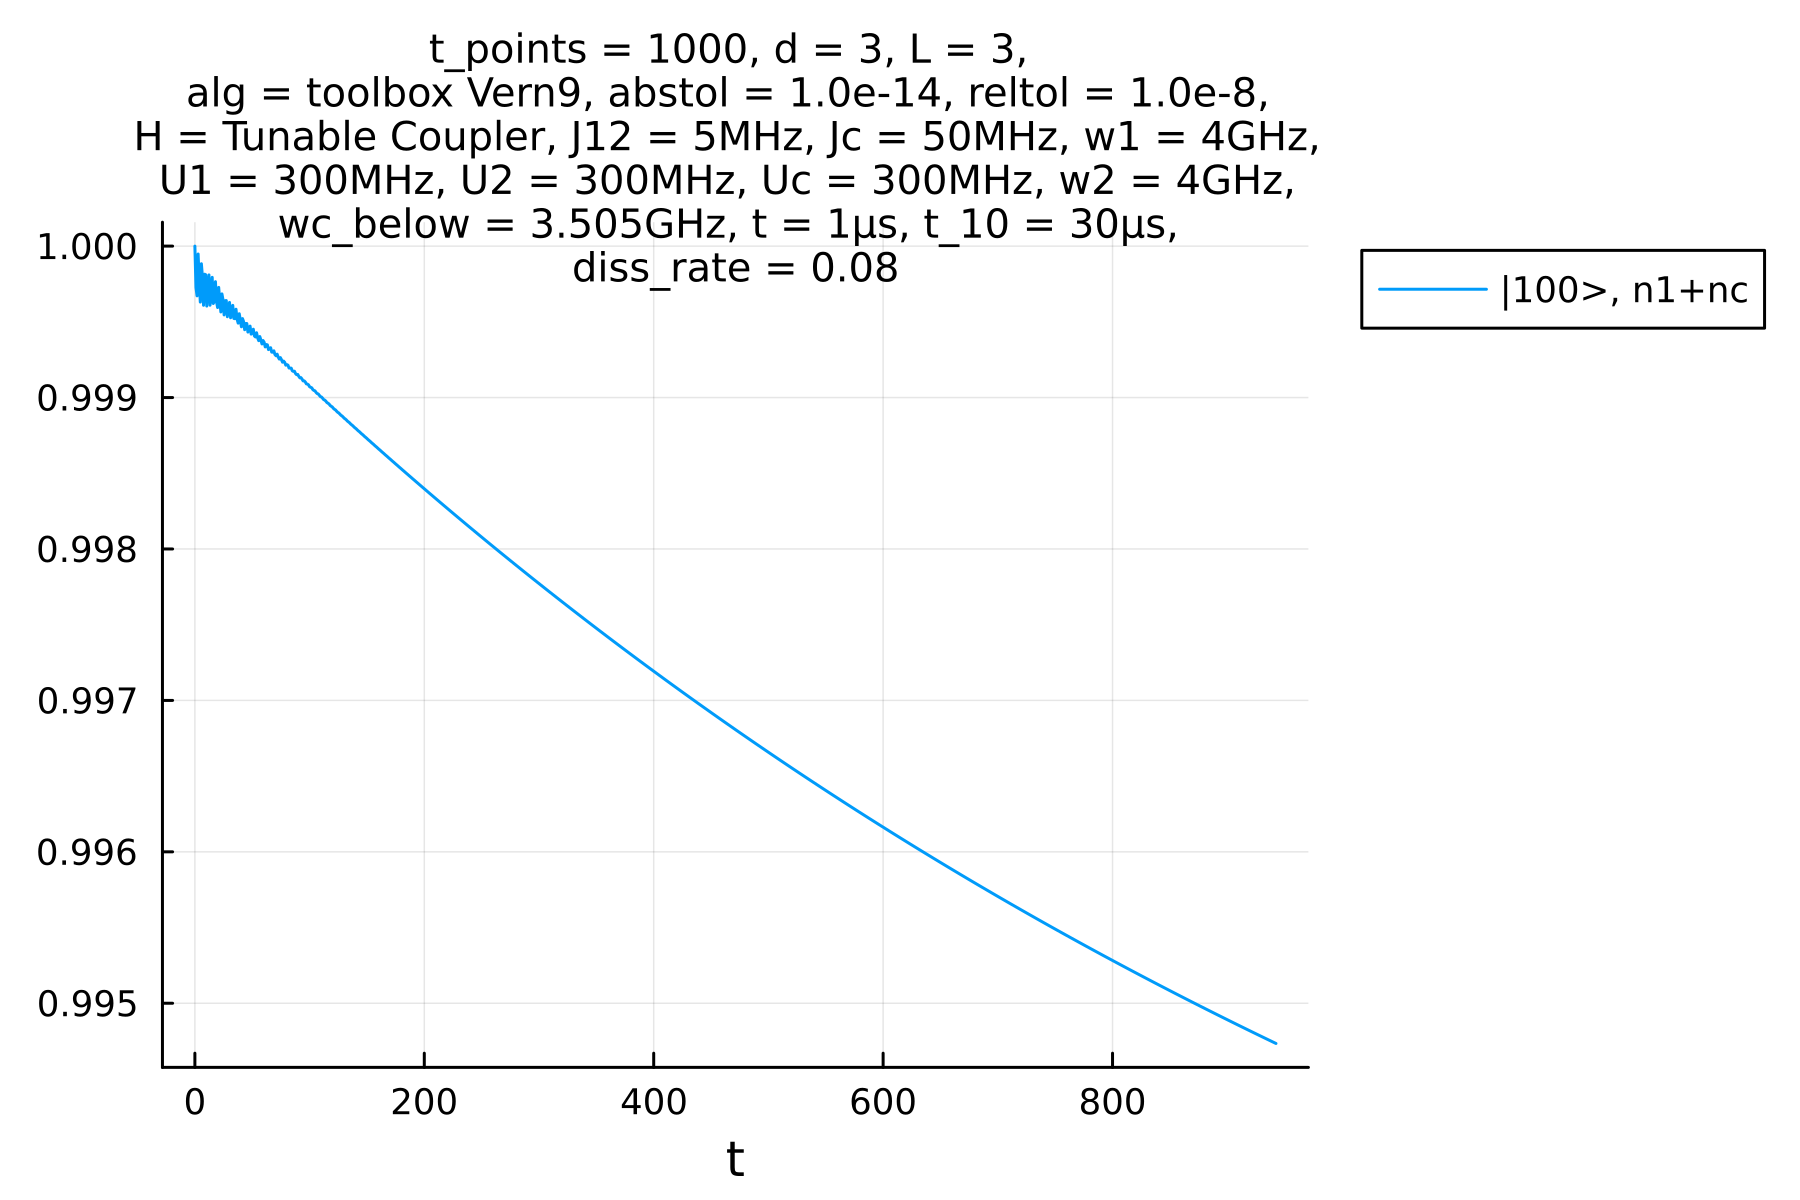 t_points = 1000, d = 3, L = 3,
alg = toolbox Vern9, abstol = 1.0e-14, reltol = 1.0e-8,
H = Tunable Coupler, J12 = 5MHz, Jc = 50MHz, w1 = 4GHz,
U1 = 300MHz, U2 = 300MHz, Uc = 300MHz, w2 = 4GHz,
wc_below = 3.505GHz, t = 1μs, t_10 = 30μs,
diss_rate = 0.08
1.000
0.999
0.998
0.997
0.996
0.995
0 200 400 600 800
t
|100>, n1+nc